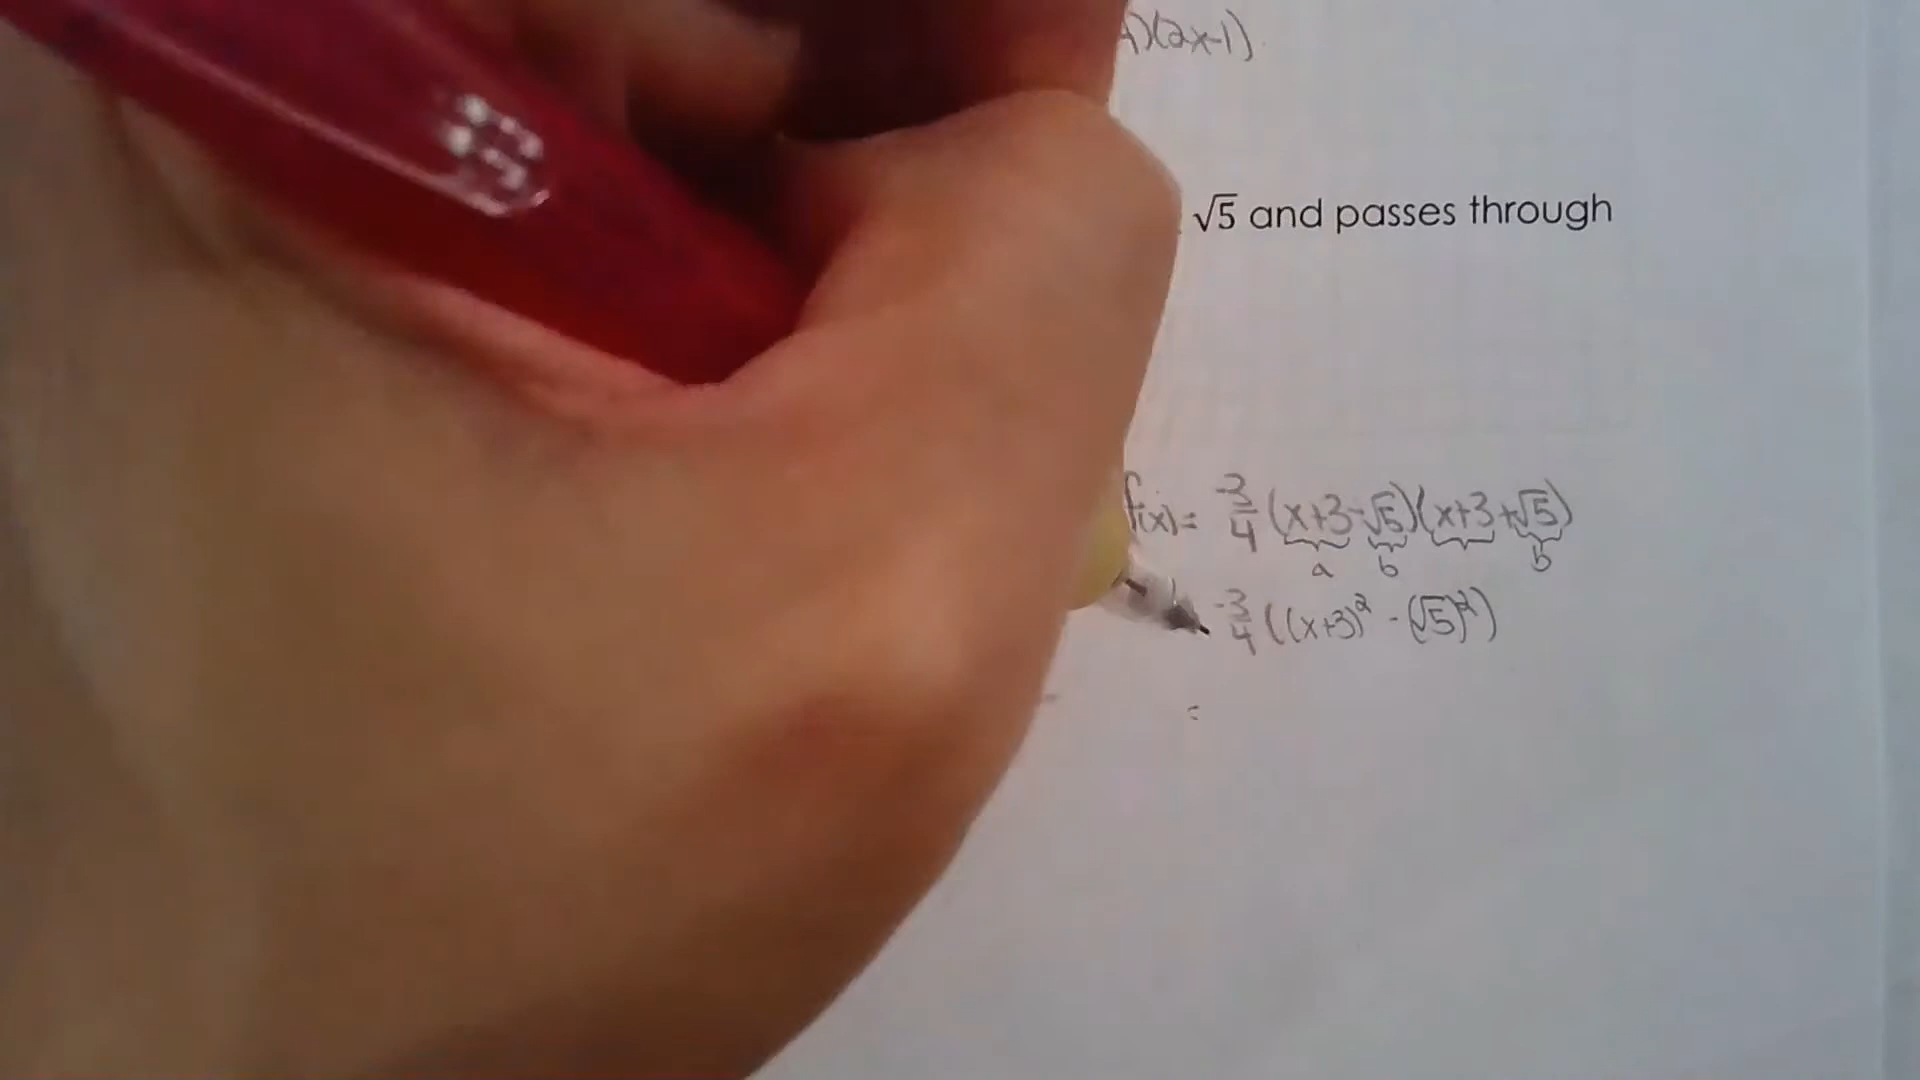 )(2x-1)
√5 and passes through
f(x) = -3/4 (x+3-√5)(x+3+√5)
a b b
-3/4 ((x+3)² - (√5)²)
=